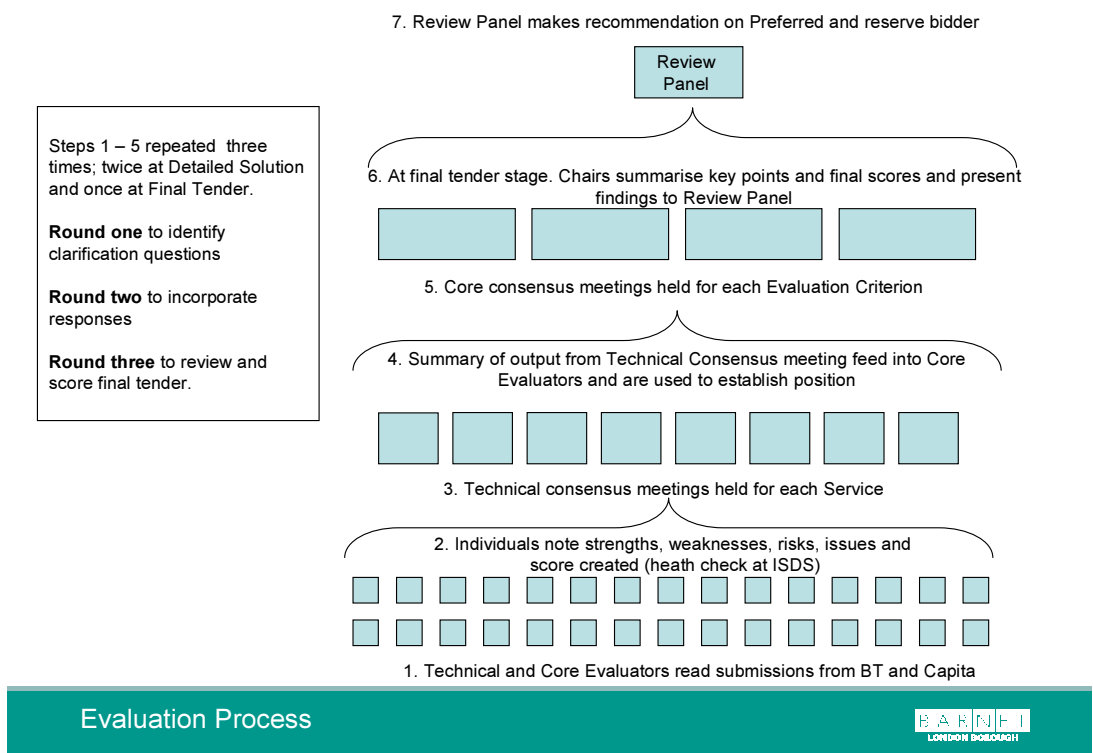 7. Review Panel makes recommendation on Preferred and reserve bidder
Review
Panel
Steps 1 – 5 repeated three
times; twice at Detailed Solution
and once at Final Tender.
Round one to identify
clarification questions
Round two to incorporate
responses
Round three to review and
score final tender.
6. At final tender stage. Chairs summarise key points and final scores and present
findings to Review Panel
5. Core consensus meetings held for each Evaluation Criterion
4. Summary of output from Technical Consensus meeting feed into Core
Evaluators and are used to establish position
3. Technical consensus meetings held for each Service
2. Individuals note strengths, weaknesses, risks, issues and
score created (heath check at ISDS)
1. Technical and Core Evaluators read submissions from BT and Capita
Evaluation Process
BARNET
LONDON BOROUGH